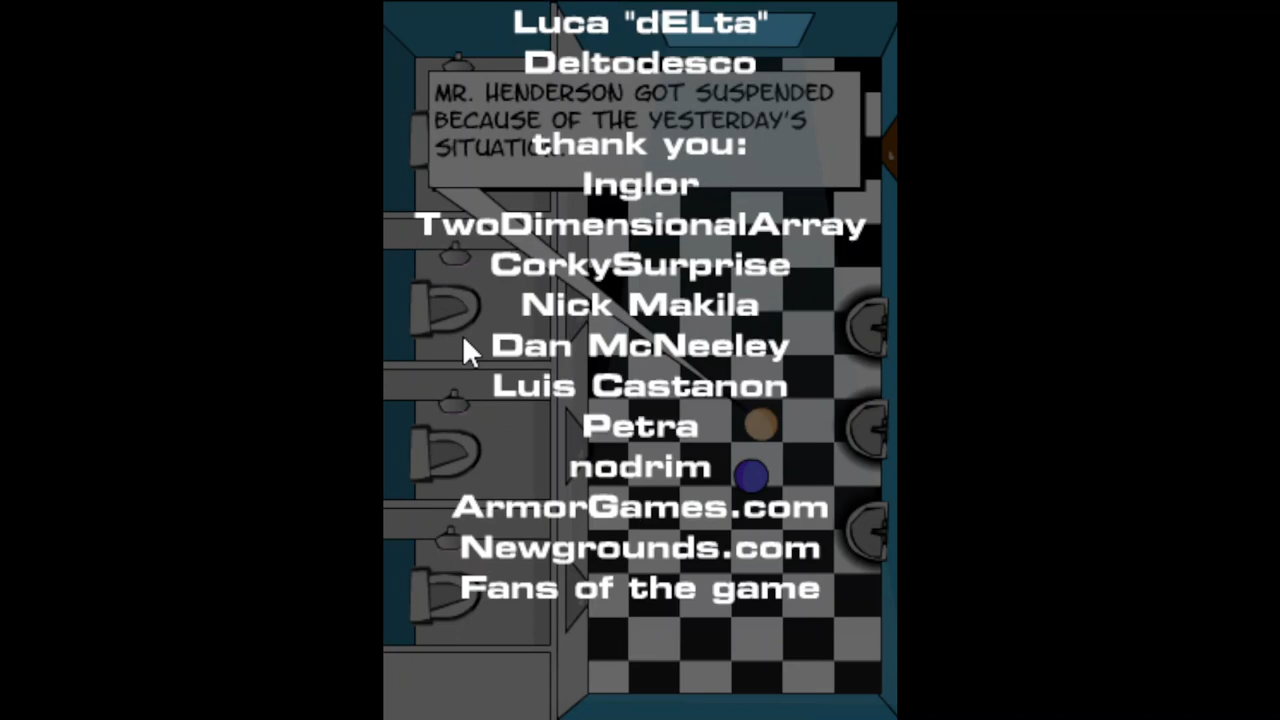 Luca "dELta"
Deltodesco
MR. HENDERSON GOT SUSPENDED
BECAUSE OF THE YESTERDAY'S
SITUATIO...
thank you:
Inglor
TwoDimensionalArray
CorkySurprise
Nick Makila
Dan McNeeley
Luis Castanon
Petra
nodrim
ArmorGames.com
Newgrounds.com
Fans of the game